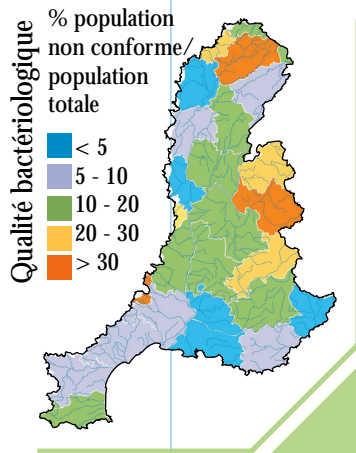 Qualité bactériologique
% population
non conforme/
population
totale
< 5
5 - 10
10 - 20
20 - 30
> 30